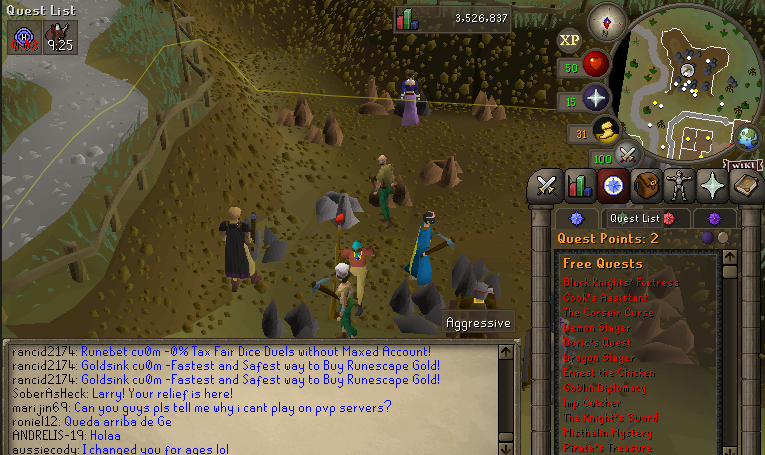 Quest List
9:25
3,526,837
XP
50
15
31
100
WIKI
Quest List
Quest Points: 2
Free Quests
Black Knights' Fortress
Cook's Assistant
The Corsair Curse
Demon Slayer
Doric's Quest
Dragon Slayer
Ernest the Chicken
Goblin Diplomacy
Imp Catcher
The Knight's Sword
Misthalin Mystery
Pirate's Treasure
Aggressive
rancid2174: Runebet cu0m -0% Tax Fair Dice Duels without Maxed Account!
rancid2174: Goldsink cu0m -Fastest and Safest way to Buy Runescape Gold!
rancid2174: Goldsink cu0m -Fastest and Safest way to Buy Runescape Gold!
SoberAsHeck: Larry! Your relief is here!
marijin69: Can you guys pls tell me why i cant play on pvp servers?
roniel12: Queda arriba de Ge
ANDRELIS-19: Holaa
aussiecody: I changed you for ages lol